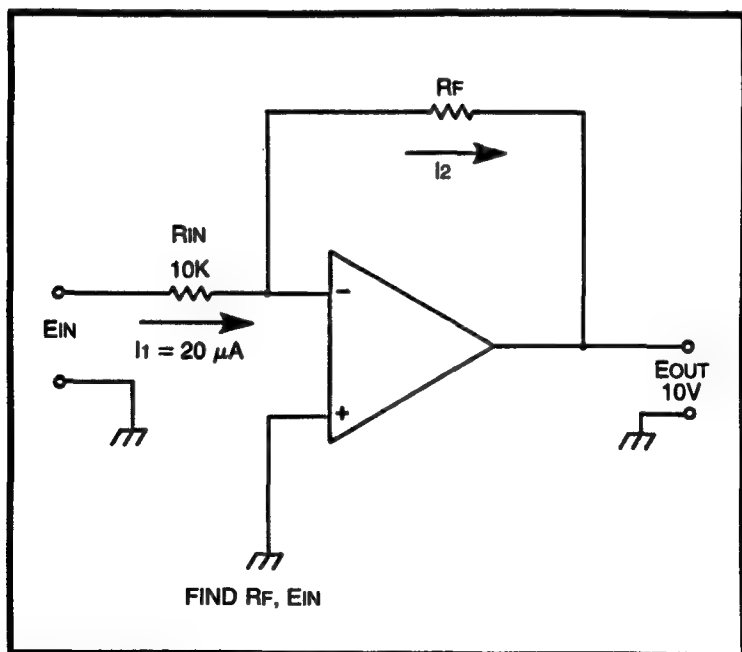 RF
I2
RIN
10K
−
EIN
I1 = 20 µA
EOUT
10V
+
FIND RF, EIN